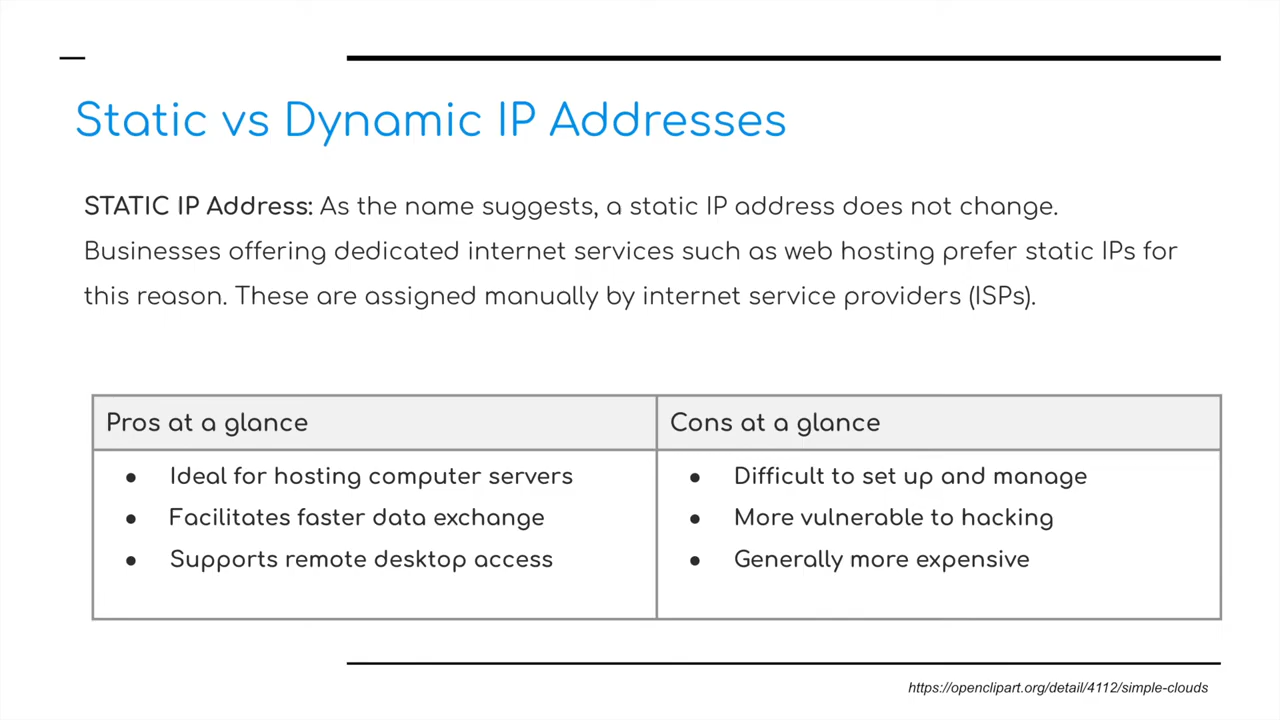 Static vs Dynamic IP Addresses
STATIC IP Address: As the name suggests, a static IP address does not change.
Businesses offering dedicated internet services such as web hosting prefer static IPs for
this reason. These are assigned manually by internet service providers (ISPs).
Pros at a glance
Cons at a glance
● Ideal for hosting computer servers
● Facilitates faster data exchange
● Supports remote desktop access
● Difficult to set up and manage
● More vulnerable to hacking
● Generally more expensive
https://openclipart.org/detail/4112/simple-clouds